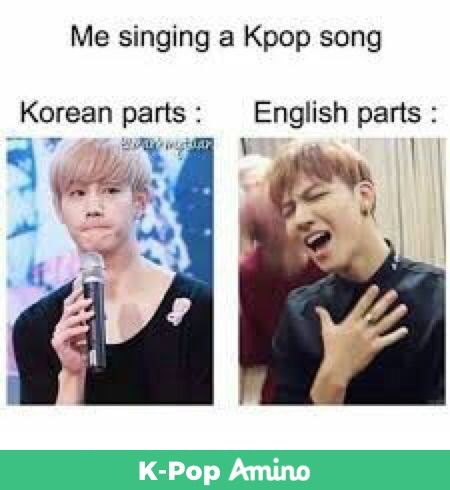 Me singing a Kpop song
Korean parts :
English parts :
K-Pop Amino